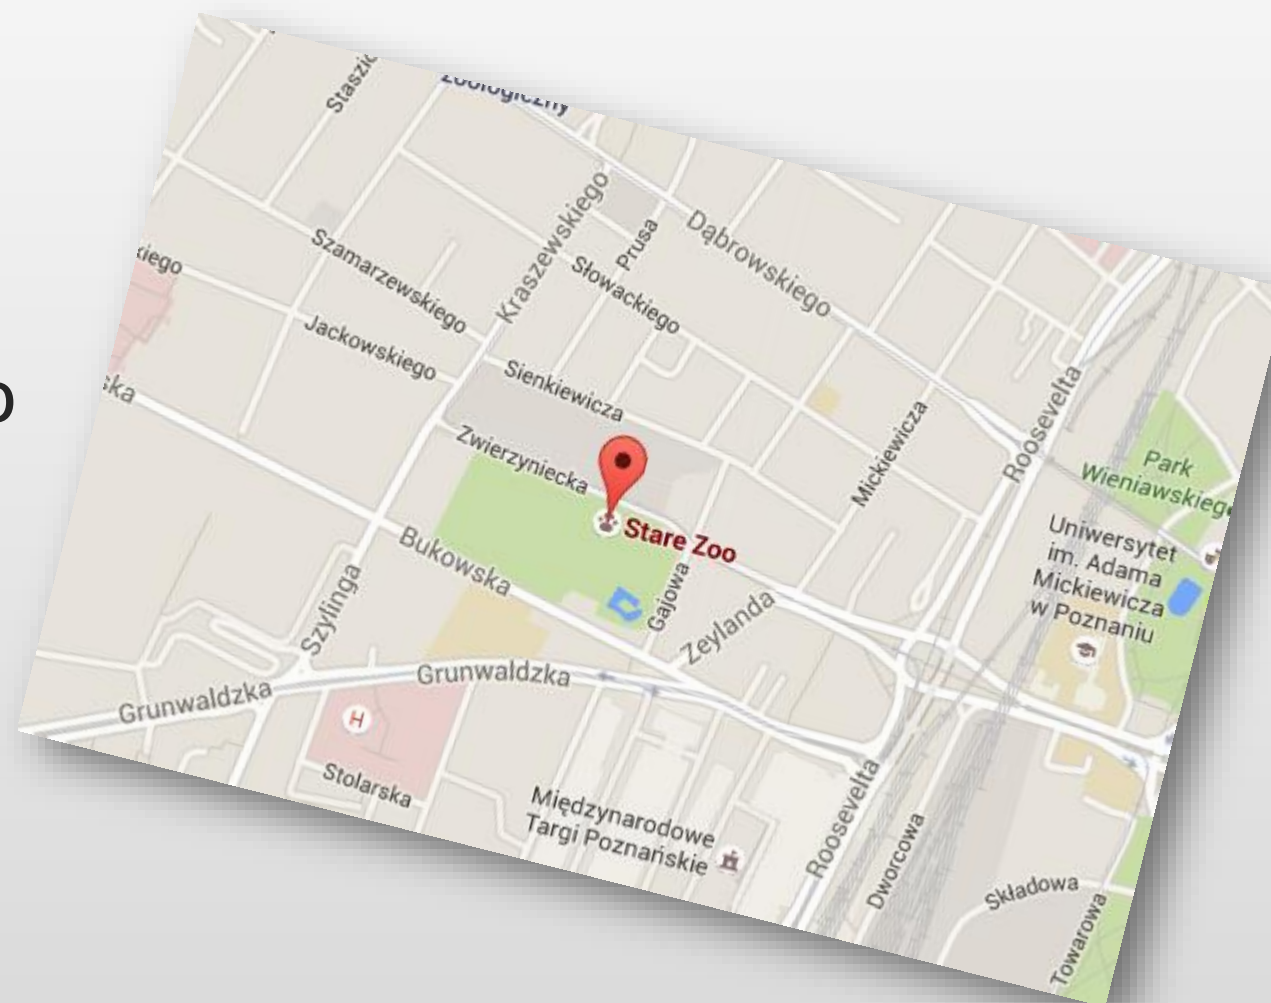 Zoologiczny
Kraszewskiego
Prusa
Dąbrowskiego
Szamarzewskiego
Słowackiego
Jackowskiego
Sienkiewicza
Zwierzyniecka
Mickiewicza
Roosevelta
Park
Wieniawskiego
Stare Zoo
Bukowska
Gajowa
Zeylanda
Uniwersytet
im. Adama
Mickiewicza
w Poznaniu
Szylinga
Grunwaldzka
Grunwaldzka
H
Stolarska
Międzynarodowe
Targi Poznańskie
Roosevelta
Dworcowa
Składowa
Towarowa